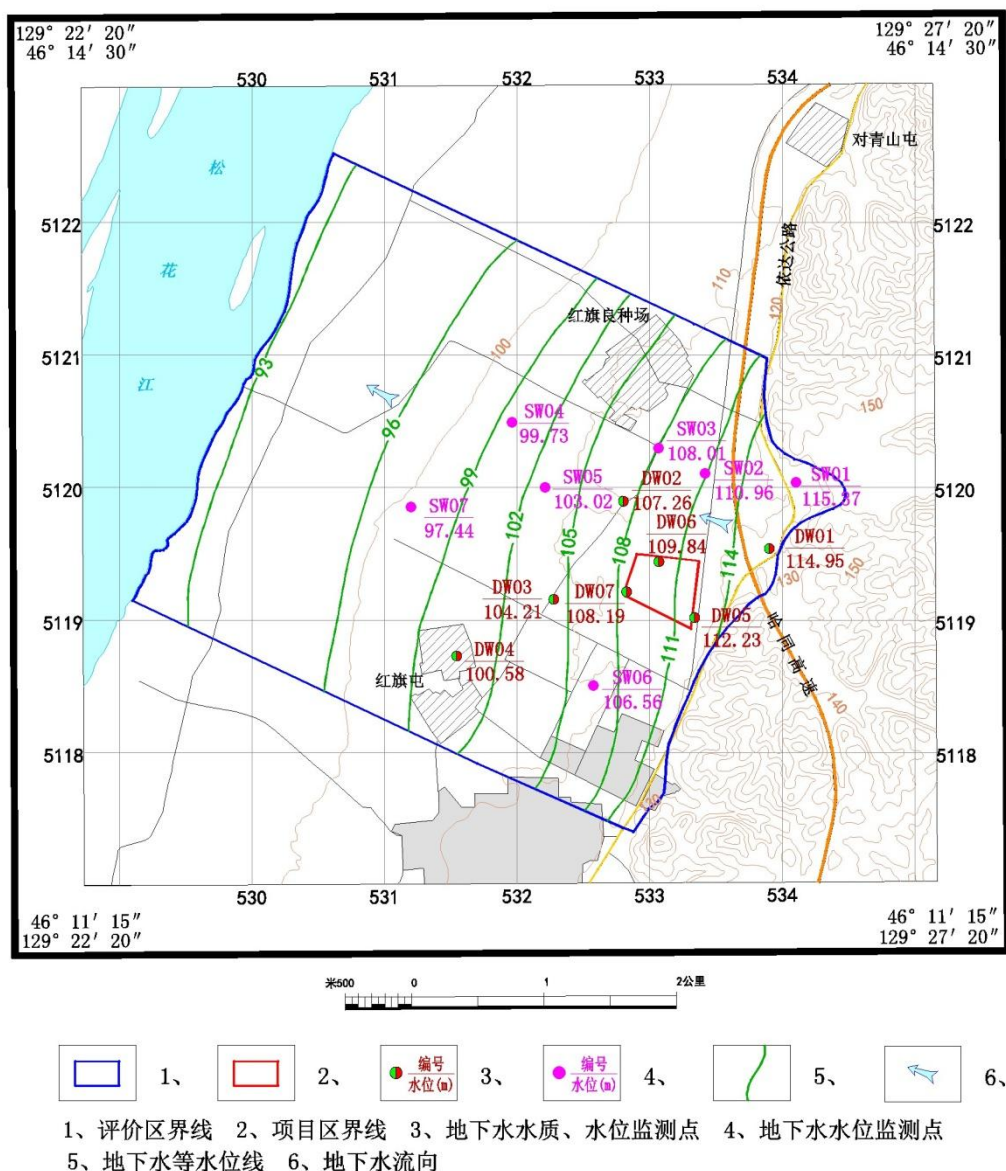 129° 22′ 20″
46° 14′ 30″
129° 27′ 20″
46° 14′ 30″
530
531
532
533
534
对青山屯
松
花
江
依达公路
5122
5122
110
120
红旗良种场
100
5121
5121
93
150
96
SW04
99.73
SW03
108.01
SW02
110.96
SW01
115.37
99
SW05
103.02
DW02
107.26
5120
5120
SW07
97.44
DW06
109.84
102
105
108
114
DW01
114.95
130
150
DW03
104.21
DW07
108.19
DW05
112.23
5119
5119
111
DW04
100.58
红旗屯
SW06
106.56
哈同高速
140
5118
5118
530
531
532
533
534
46° 11′ 15″
129° 22′ 20″
46° 11′ 15″
129° 27′ 20″
米500 0 1 2公里
1、 2、 编号 水位(m) 3、 编号 水位(m) 4、 5、 6、
1、评价区界线 2、项目区界线 3、地下水水质、水位监测点 4、地下水水位监测点
5、地下水等水位线 6、地下水流向